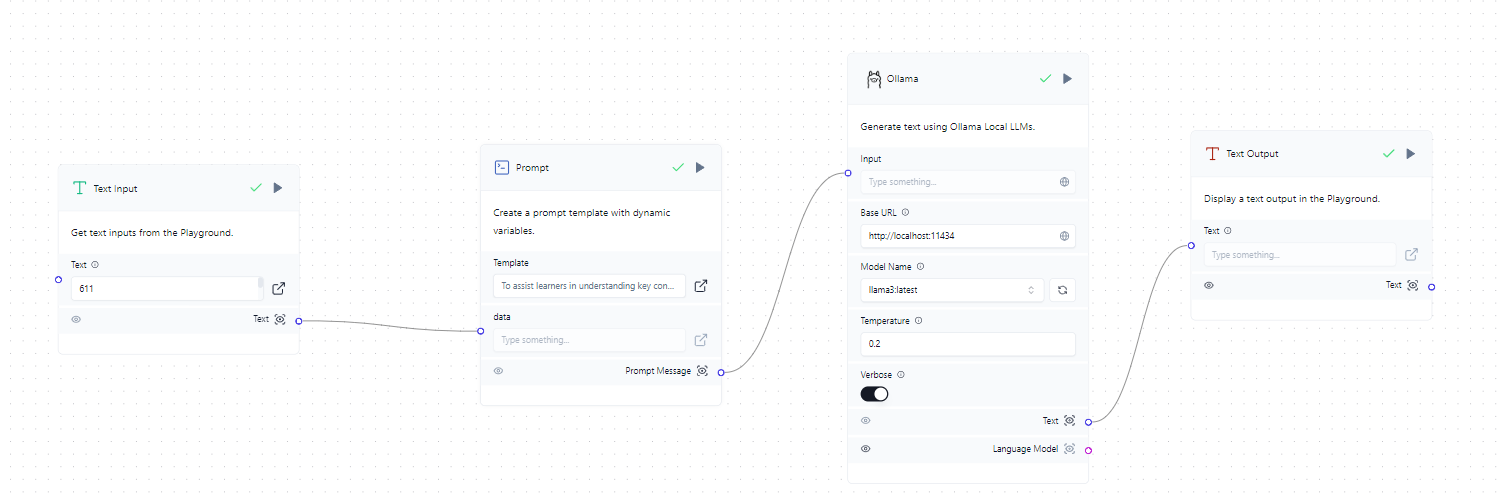 Text Input
Get text inputs from the Playground.
Text
611
Text
Prompt
Create a prompt template with dynamic
variables.
Template
To assist learners in understanding key con...
data
Type something...
Prompt Message
Ollama
Generate text using Ollama Local LLMs.
Input
Type something...
Base URL
http://localhost:11434
Model Name
llama3:latest
Temperature
0.2
Verbose
Text
Language Model
Text Output
Display a text output in the Playground.
Text
Type something...
Text